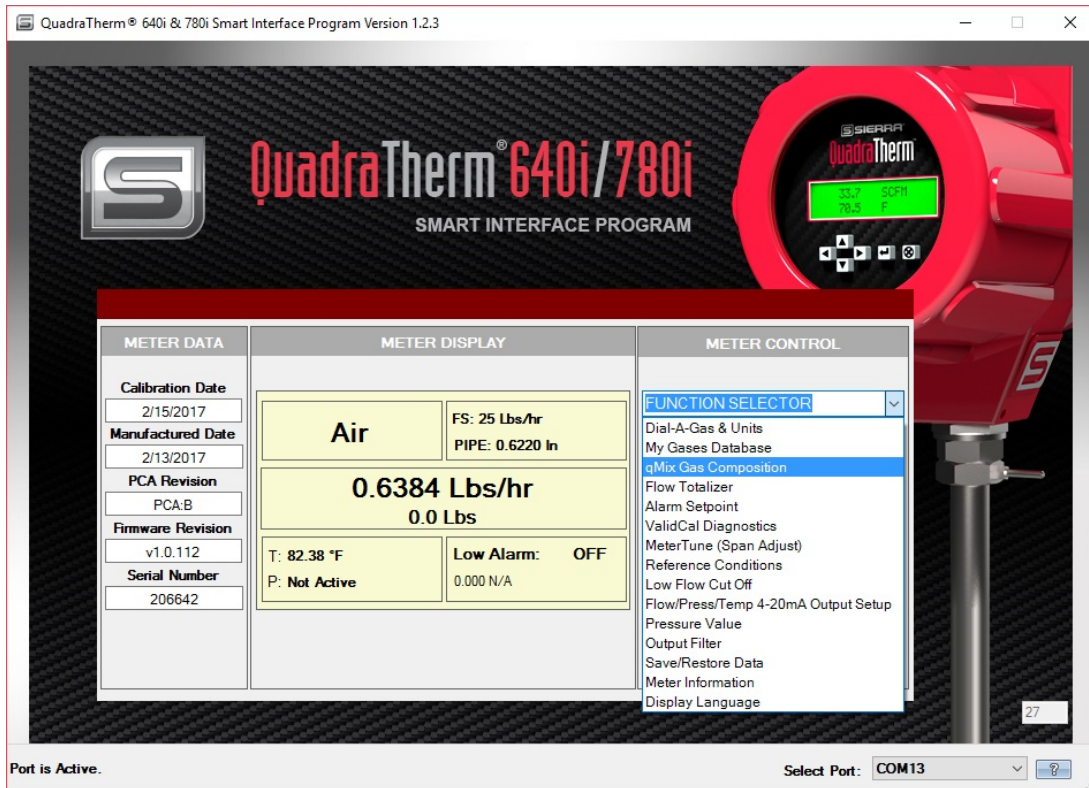 QuadraTherm® 640i & 780i Smart Interface Program Version 1.2.3
SIERRA
QuadraTherm
33.7 SCFM
70.5 F
QuadraTherm® 640i/780i
SMART INTERFACE PROGRAM
METER DATA
Calibration Date
2/15/2017
Manufactured Date
2/13/2017
PCA Revision
PCA:B
Firmware Revision
v1.0.112
Serial Number
206642
METER DISPLAY
Air
FS: 25 Lbs/hr
PIPE: 0.6220 In
0.6384 Lbs/hr
0.0 Lbs
T: 82.38 °F
P: Not Active
Low Alarm: OFF
0.000 N/A
METER CONTROL
FUNCTION SELECTOR
Dial-A-Gas & Units
My Gases Database
qMix Gas Composition
Flow Totalizer
Alarm Setpoint
ValidCal Diagnostics
MeterTune (Span Adjust)
Reference Conditions
Low Flow Cut Off
Flow/Press/Temp 4-20mA Output Setup
Pressure Value
Output Filter
Save/Restore Data
Meter Information
Display Language
27
Port is Active.
Select Port: COM13
?